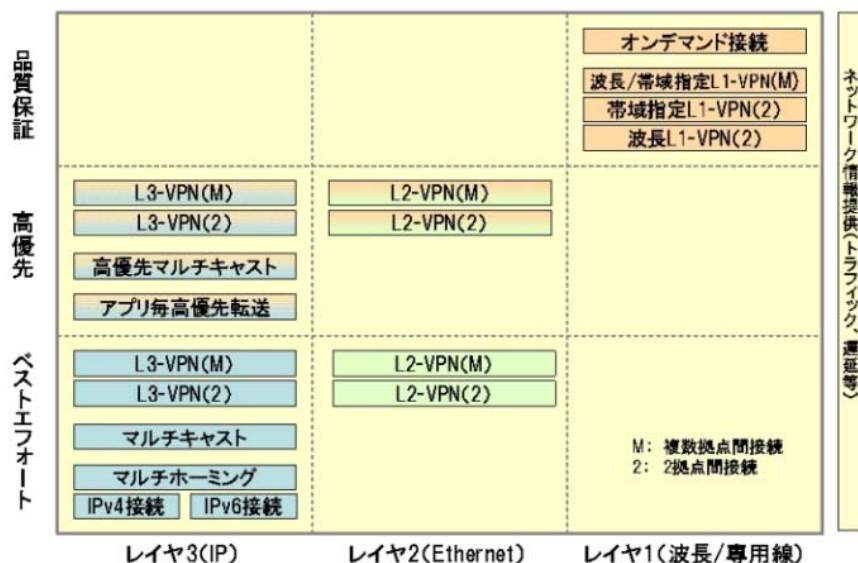 品質保証
オンデマンド接続
波長/帯域指定L1-VPN(M)
帯域指定L1-VPN(2)
波長L1-VPN(2)
高優先
L3-VPN(M)
L3-VPN(2)
高優先マルチキャスト
アプリ毎高優先転送
L2-VPN(M)
L2-VPN(2)
ベストエフォート
L3-VPN(M)
L3-VPN(2)
マルチキャスト
マルチホーミング
IPv4接続
IPv6接続
L2-VPN(M)
L2-VPN(2)
M: 複数拠点間接続
2: 2拠点間接続
レイヤ3(IP)
レイヤ2(Ethernet)
レイヤ1(波長/専用線)
ネットワーク情報提供(トラフィック、遅延等)